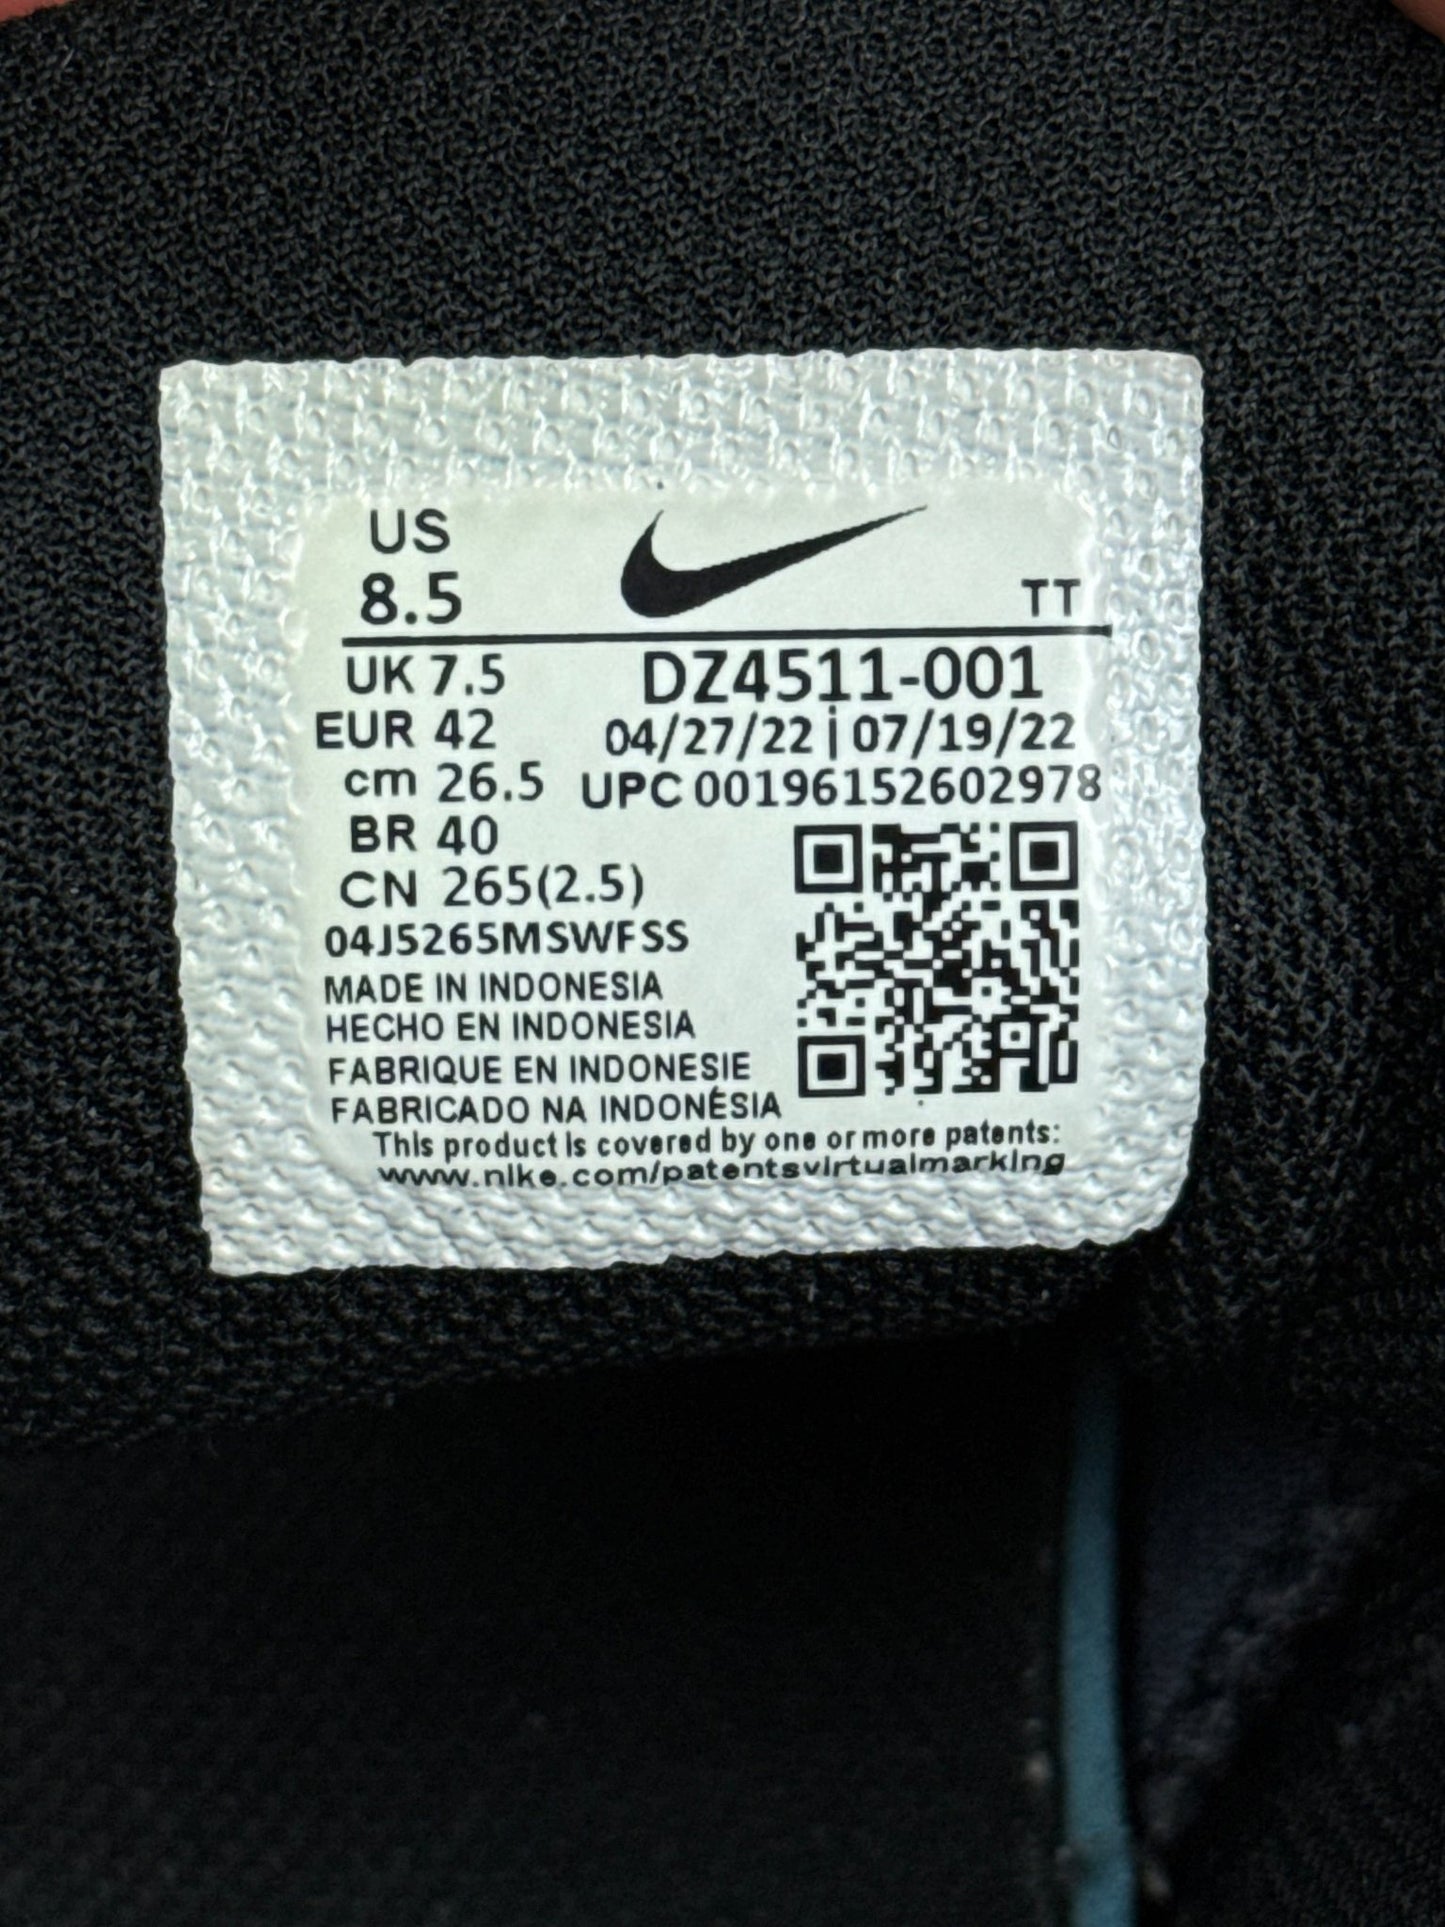 US
8.5
TT
UK 7.5
DZ4511-001
EUR 42
04/27/22 | 07/19/22
cm 26.5
UPC 00196152602978
BR 40
CN 265(2.5)
04J5265MSWFSS
MADE IN INDONESIA
HECHO EN INDONESIA
FABRIQUE EN INDONESIE
FABRICADO NA INDONÉSIA
This product is covered by one or more patents:
www.nike.com/patentsvirtualmarking